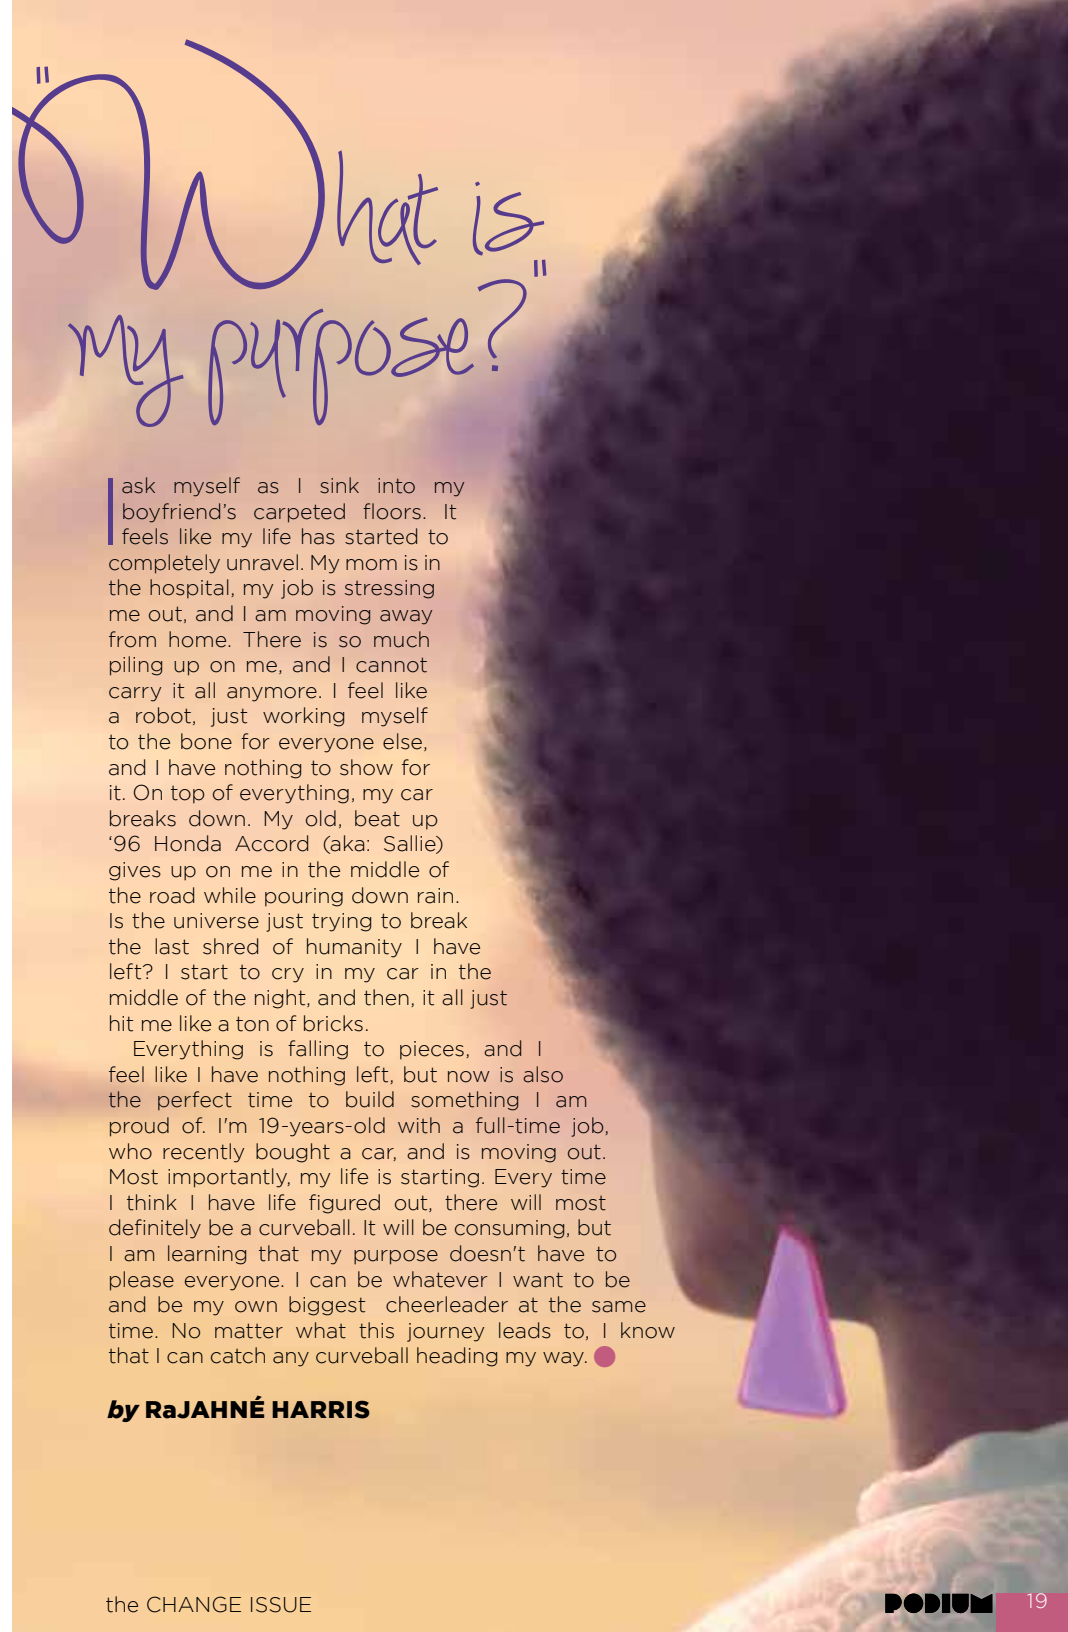 "What is
my purpose?"
I ask myself as I sink into my
boyfriend’s carpeted floors. It
feels like my life has started to
completely unravel. My mom is in
the hospital, my job is stressing
me out, and I am moving away
from home. There is so much
piling up on me, and I cannot
carry it all anymore. I feel like
a robot, just working myself
to the bone for everyone else,
and I have nothing to show for
it. On top of everything, my car
breaks down. My old, beat up
‘96 Honda Accord (aka: Sallie)
gives up on me in the middle of
the road while pouring down rain.
Is the universe just trying to break
the last shred of humanity I have
left? I start to cry in my car in the
middle of the night, and then, it all just
hit me like a ton of bricks.
Everything is falling to pieces, and I
feel like I have nothing left, but now is also
the perfect time to build something I am
proud of. I'm 19-years-old with a full-time job,
who recently bought a car, and is moving out.
Most importantly, my life is starting. Every time
I think I have life figured out, there will most
definitely be a curveball. It will be consuming, but
I am learning that my purpose doesn't have to
please everyone. I can be whatever I want to be
and be my own biggest cheerleader at the same
time. No matter what this journey leads to, I know
that I can catch any curveball heading my way.
by RaJAHNÉ HARRIS
the CHANGE ISSUE
PODIUM 19